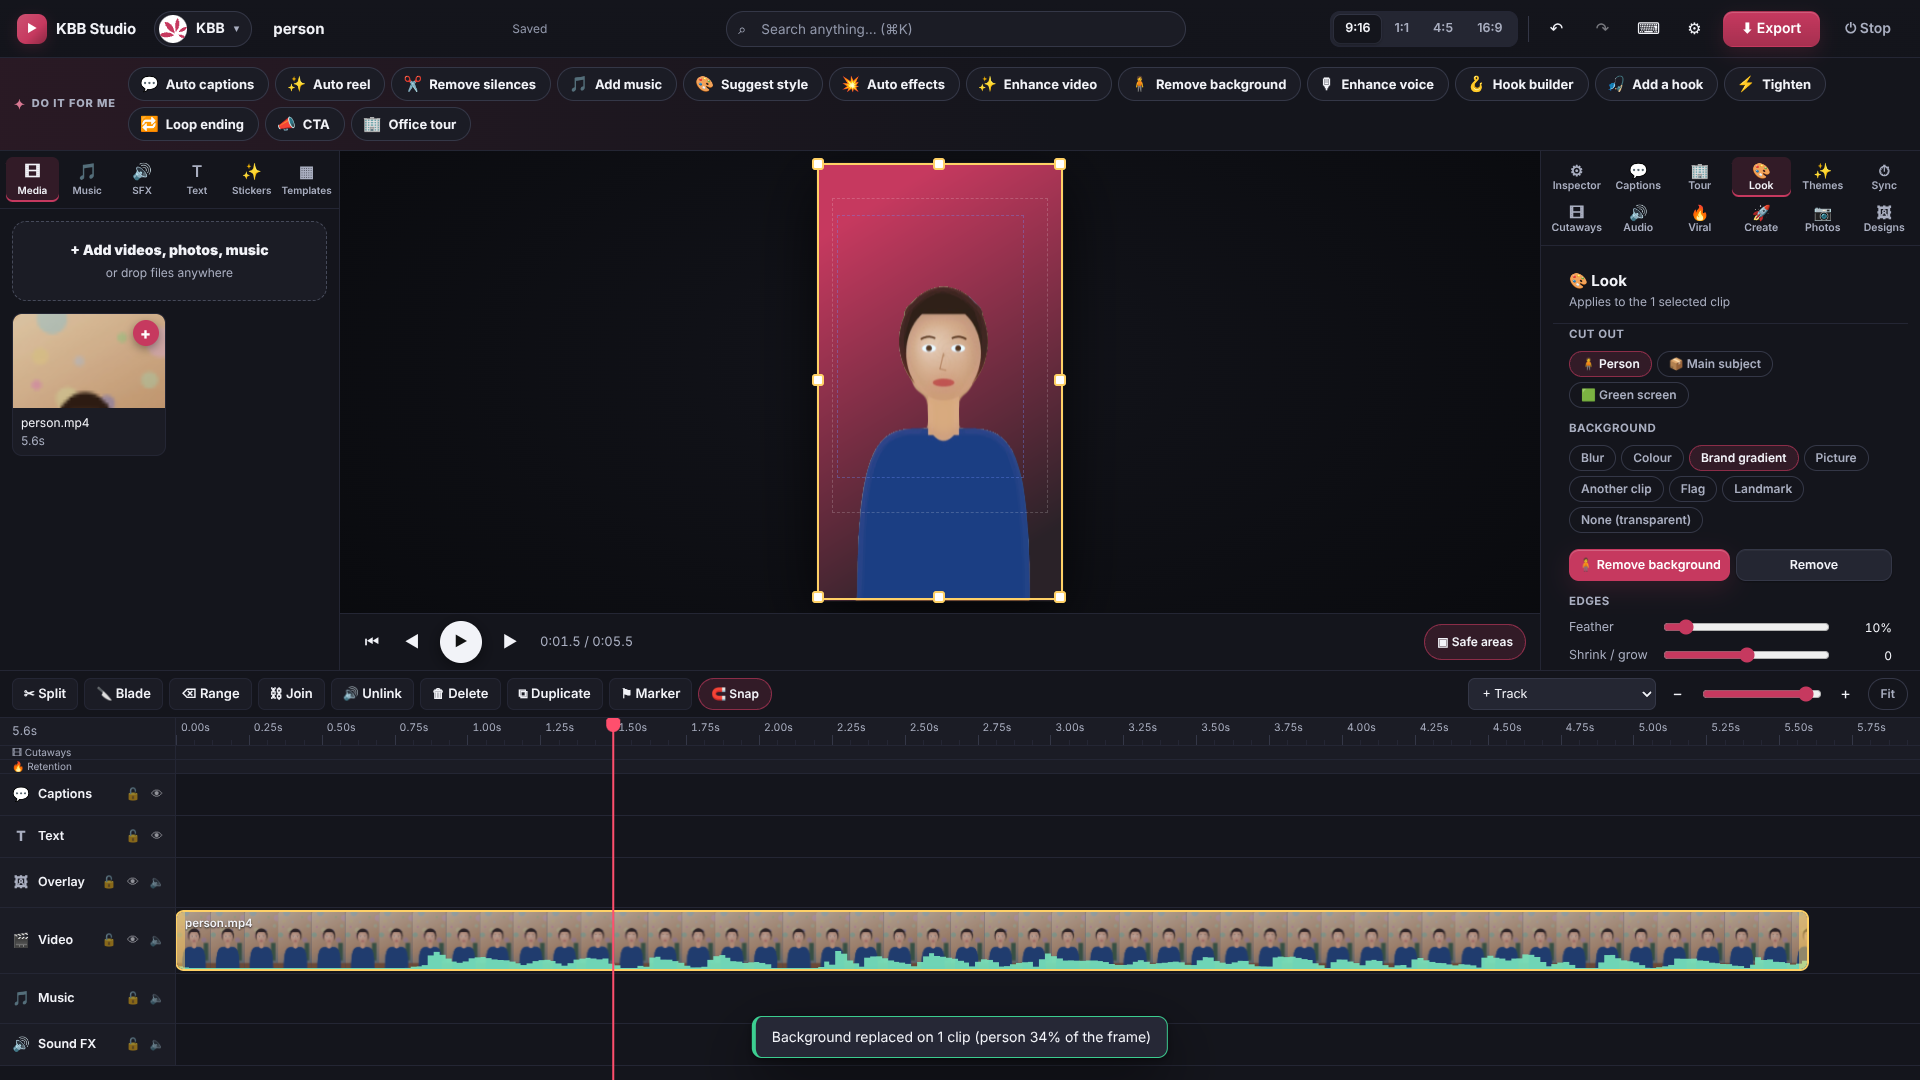 KBB Studio
KBB
person
Saved
Search anything... (⌘K)
9:16
1:1
4:5
16:9
Export
Stop
DO IT FOR ME
Auto captions
Auto reel
Remove silences
Add music
Suggest style
Auto effects
Enhance video
Remove background
Enhance voice
Hook builder
Add a hook
Tighten
Loop ending
CTA
Office tour
Media
Music
SFX
Text
Stickers
Templates
+ Add videos, photos, music
or drop files anywhere
person.mp4
5.6s
0:01.5 / 0:05.5
Safe areas
Inspector
Captions
Tour
Look
Themes
Sync
Cutaways
Audio
Viral
Create
Photos
Designs
Look
Applies to the 1 selected clip
CUT OUT
Person
Main subject
Green screen
BACKGROUND
Blur
Colour
Brand gradient
Picture
Another clip
Flag
Landmark
None (transparent)
Remove background
Remove
EDGES
Feather
10%
Shrink / grow
0
Split
Blade
Range
Join
Unlink
Delete
Duplicate
Marker
Snap
+ Track
Fit
5.6s
0.00s
0.25s
0.50s
0.75s
1.00s
1.25s
1.50s
1.75s
2.00s
2.25s
2.50s
2.75s
3.00s
3.25s
3.50s
3.75s
4.00s
4.25s
4.50s
4.75s
5.00s
5.25s
5.50s
5.75s
Cutaways
Retention
Captions
T Text
Overlay
Video
person.mp4
Music
Sound FX
Background replaced on 1 clip (person 34% of the frame)